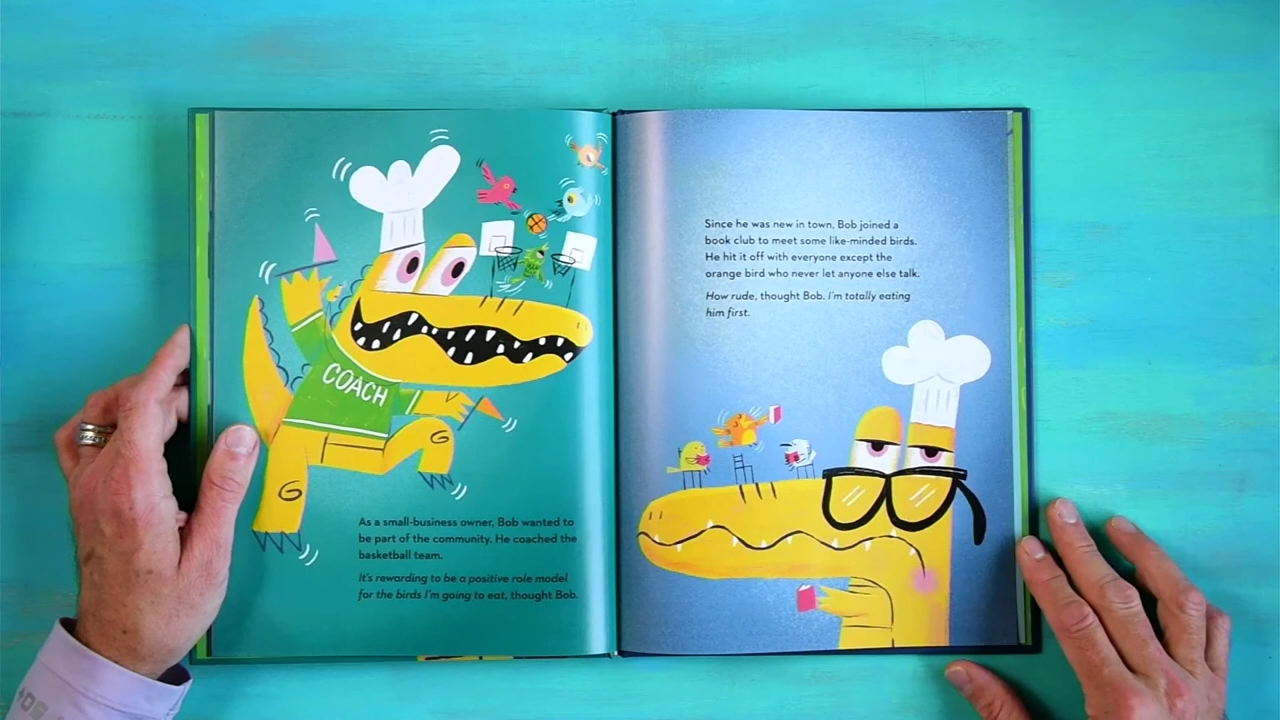 COACH
As a small-business owner, Bob wanted to
be part of the community. He coached the
basketball team.
It's rewarding to be a positive role model
for the birds I'm going to eat, thought Bob.
Since he was new in town, Bob joined a
book club to meet some like-minded birds.
He hit it off with everyone except the
orange bird who never let anyone else talk.
How rude, thought Bob. I'm totally eating
him first.